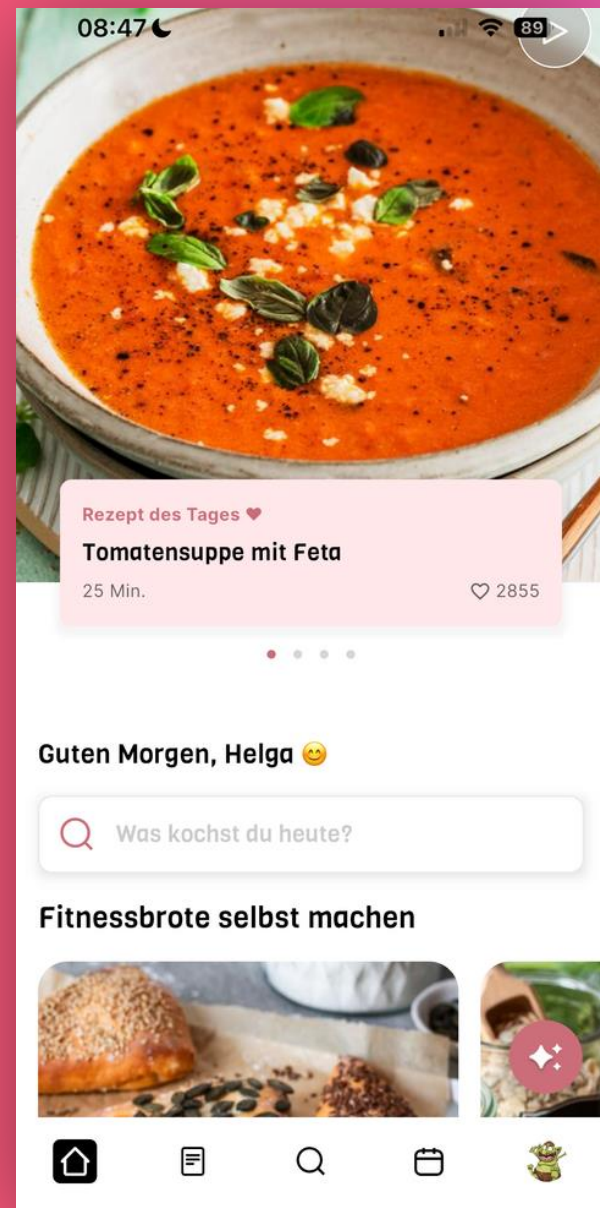 08:47
89
Rezept des Tages ♥
Tomatensuppe mit Feta
25 Min.
2855
Guten Morgen, Helga 😊
Was kochst du heute?
Fitnessbrote selbst machen